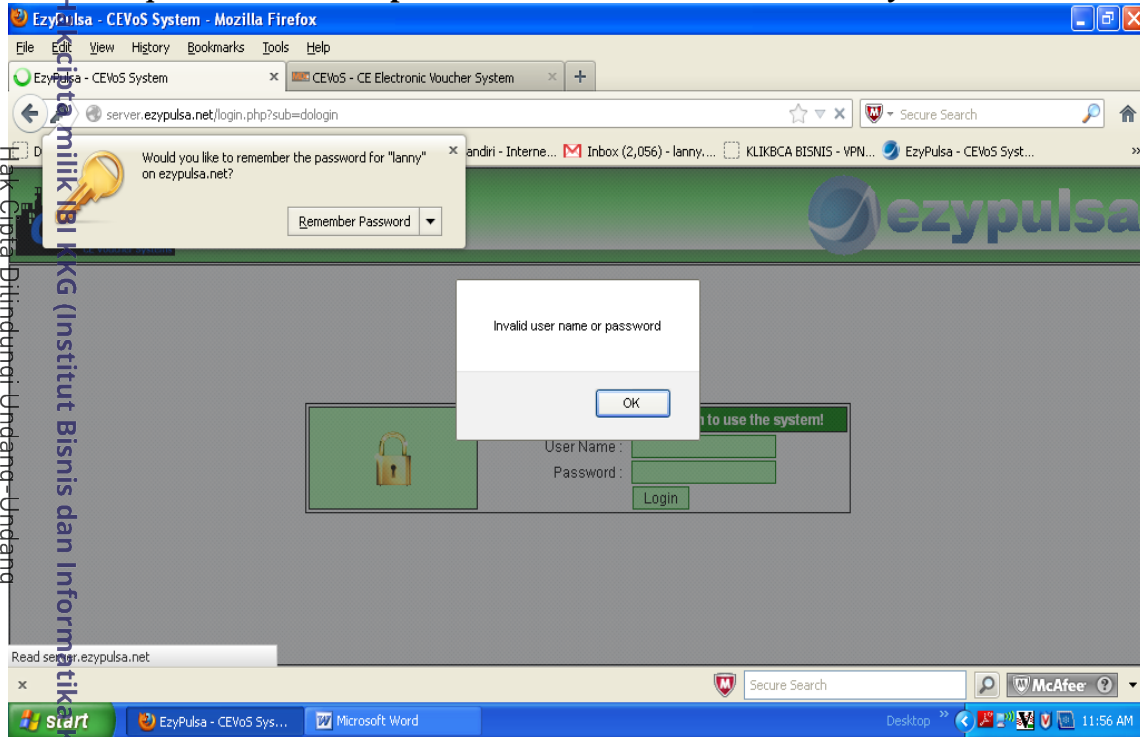 EzyPulsa - CEVoS System - Mozilla Firefox
File Edit View History Bookmarks Tools Help
EzyPulsa - CEVoS System
CEVoS - CE Electronic Voucher System
server.ezypulsa.net/login.php?sub=dologin
Secure Search
andiri - Interne... Inbox (2,056) - lanny.... KLIKBCA BISNIS - VPN... EzyPulsa - CEVoS Syst...
Would you like to remember the password for "lanny"
on ezypulsa.net?
Remember Password
ezypulsa
Invalid user name or password
OK
n to use the system!
User Name :
Password :
Login
Read server.ezypulsa.net
Secure Search
McAfee
start
EzyPulsa - CEVoS Sys...
Microsoft Word
Desktop
11:56 AM
Hak cipta milik IBI KKG (Institut Bisnis dan Informatika
Hak Cipta Dilindungi Undang-Undang